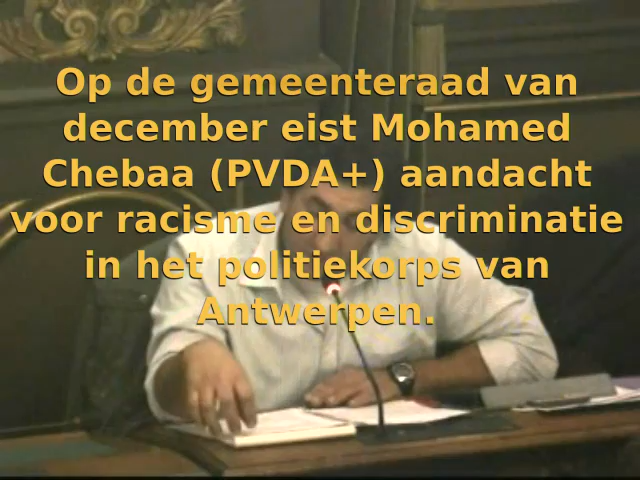 Op de gemeenteraad van
december eist Mohamed
Chebaa (PVDA+) aandacht
voor racisme en discriminatie
in het politiekorps van
Antwerpen.